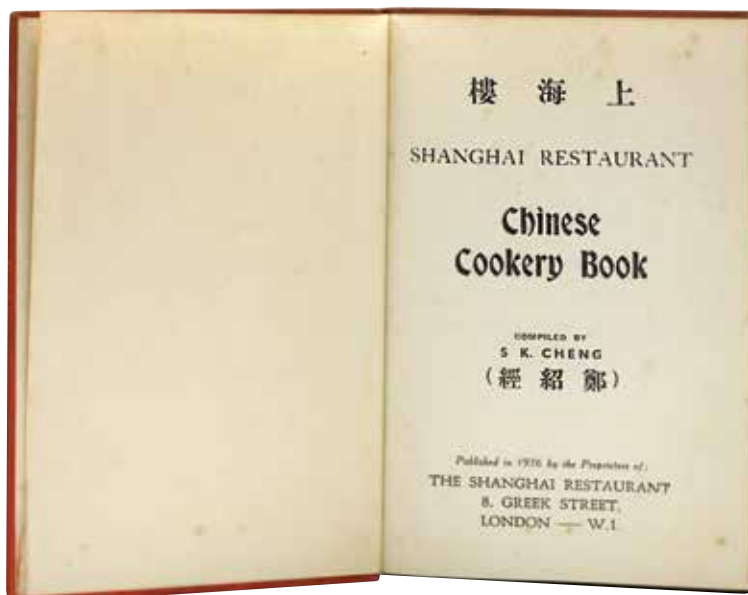 上海樓
SHANGHAI RESTAURANT
Chinese
Cookery Book
COMPILED BY
S K. CHENG
(鄭紹經)
Published in 1936 by the Proprietors of:
THE SHANGHAI RESTAURANT
8, GREEK STREET,
LONDON — W.1